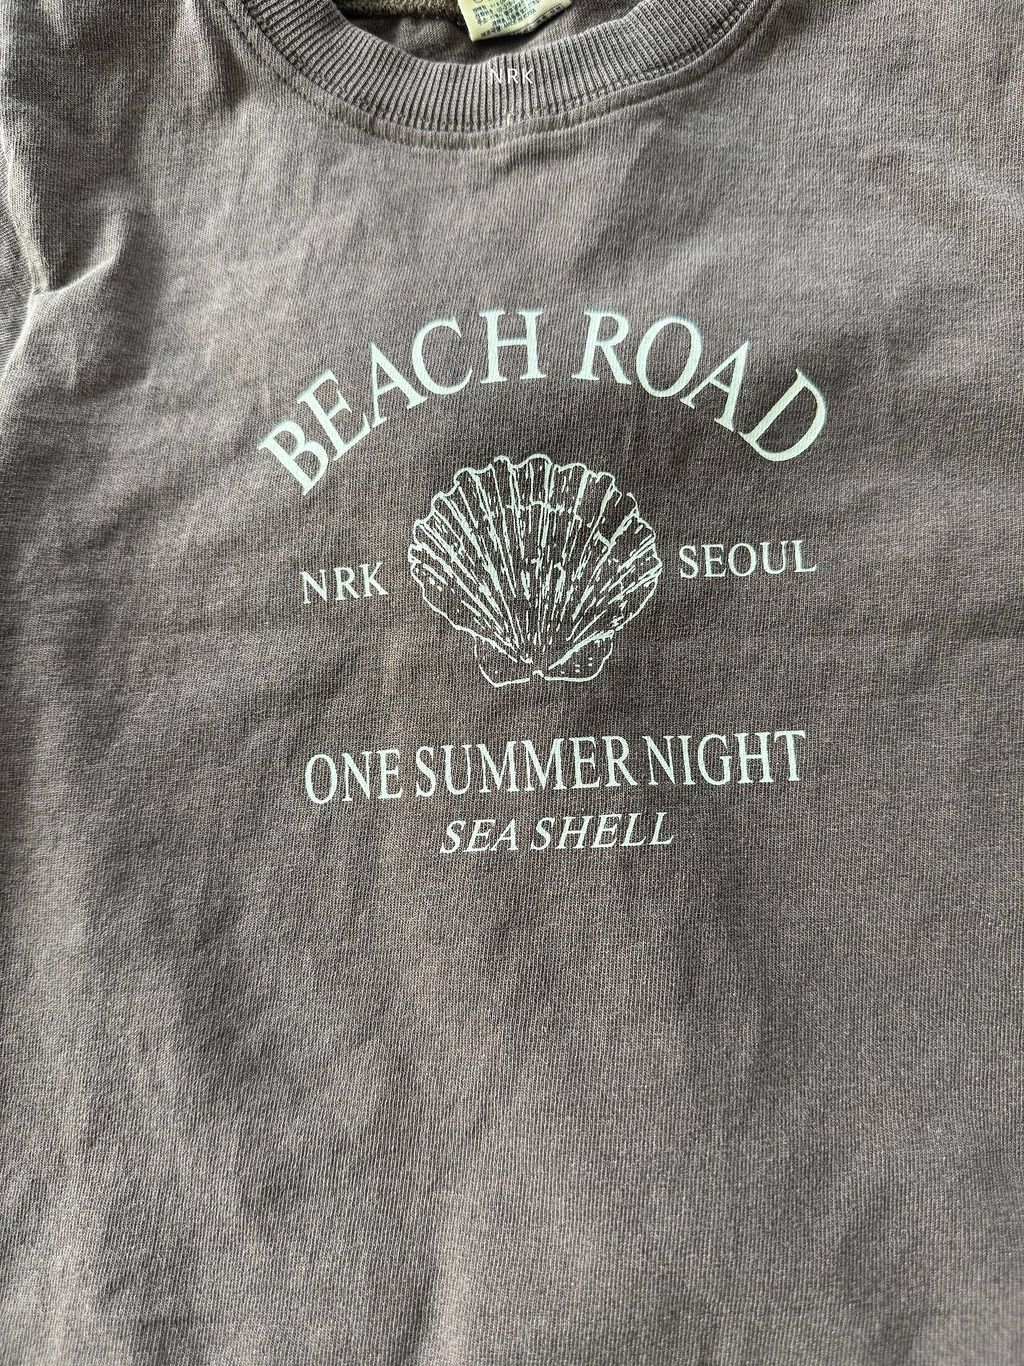 NRK
BEACH ROAD
NRK SEOUL
ONE SUMMER NIGHT
SEA SHELL